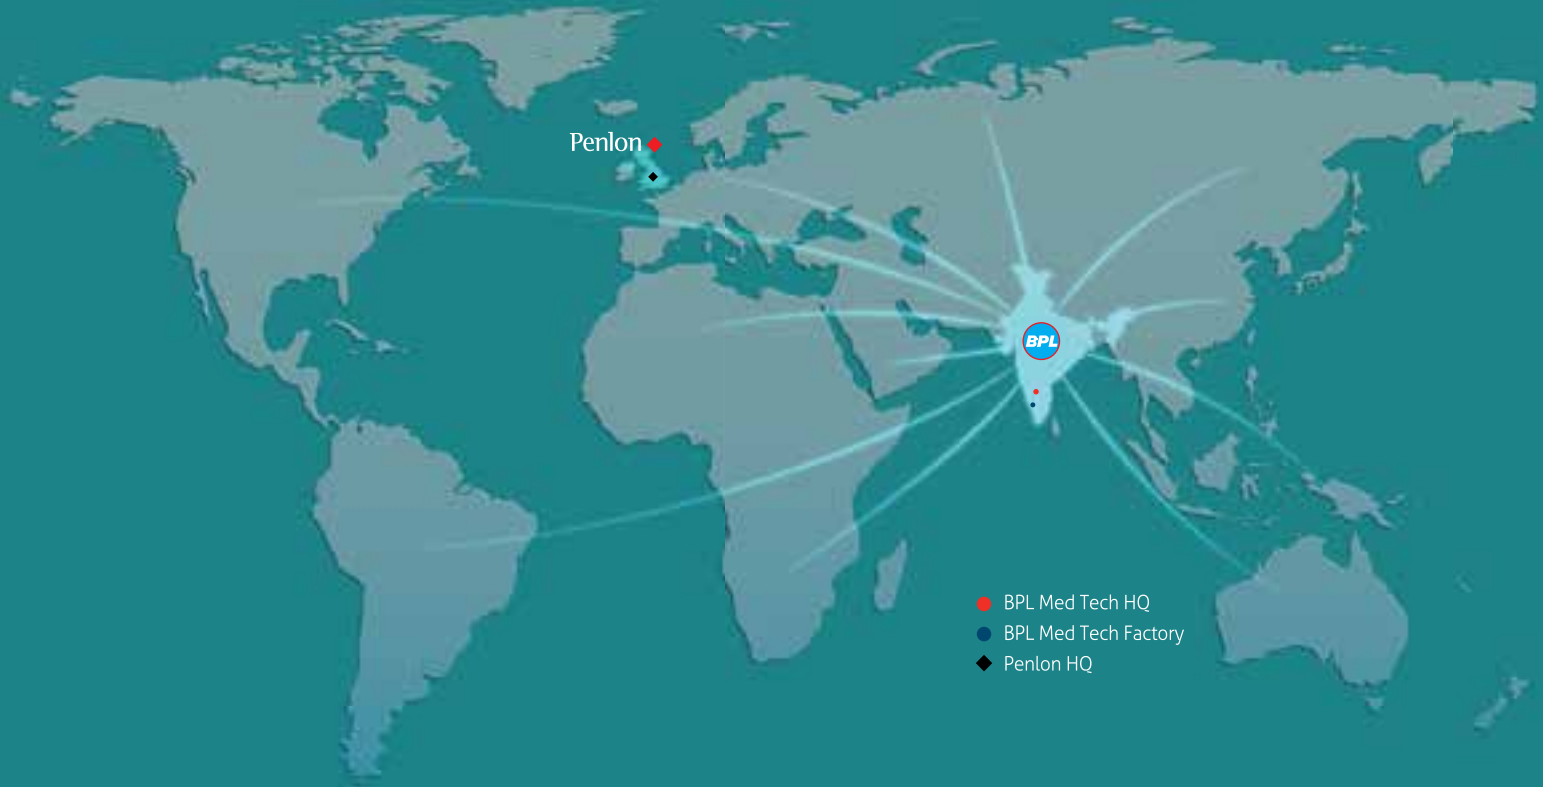 Penlon
BPL
BPL Med Tech HQ
BPL Med Tech Factory
Penlon HQ